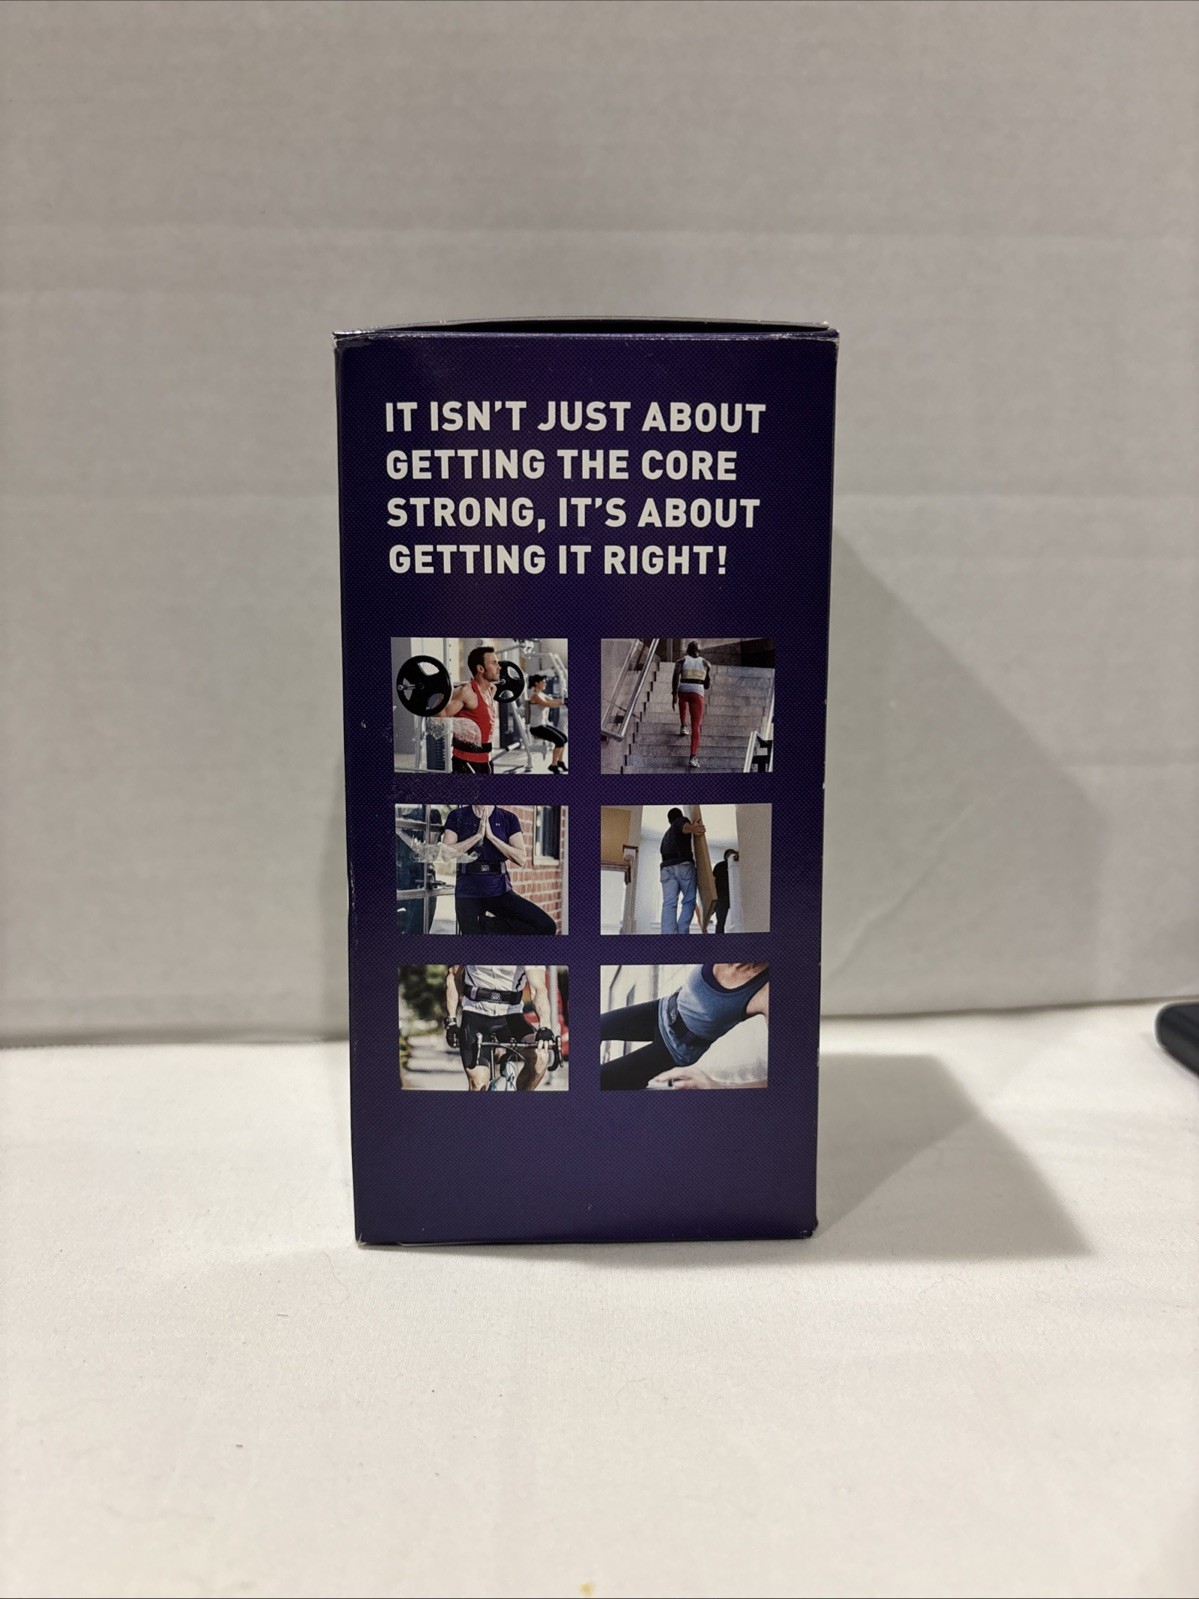 IT ISN'T JUST ABOUT
GETTING THE CORE
STRONG, IT'S ABOUT
GETTING IT RIGHT!